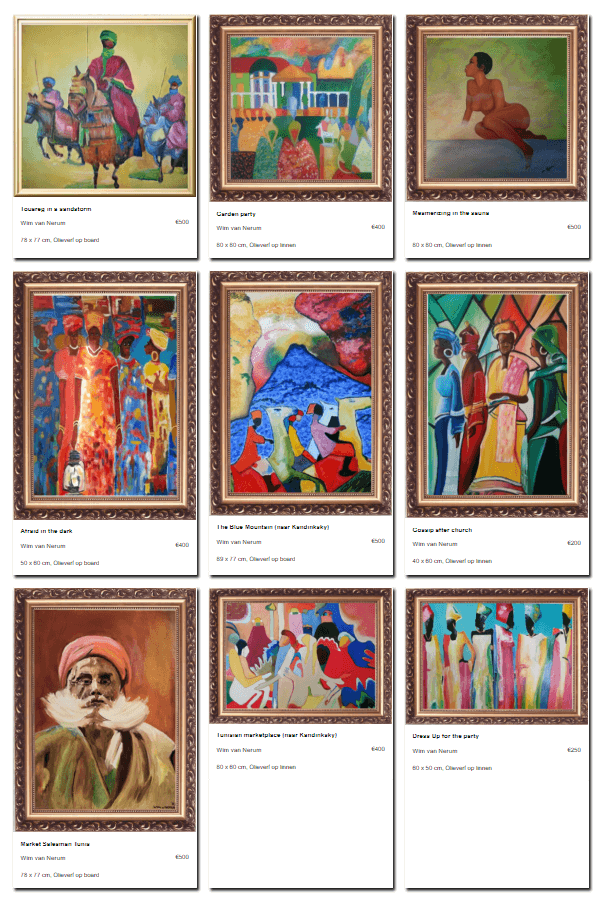 Touareg in a sandstorm
Wim van Nerum €500
78 x 77 cm, Olieverf op board
Garden party
Wim van Nerum €400
80 x 60 cm, Olieverf op linnen
Mesmerizing in the sauna
Wim van Nerum €500
80 x 80 cm, Olieverf op linnen
Afraid in the dark
Wim van Nerum €400
50 x 60 cm, Olieverf op board
The Blue Mountain (naar Kandinksky)
Wim van Nerum €500
69 x 77 cm, Olieverf op board
Gossip after church
Wim van Nerum €200
40 x 60 cm, Olieverf op linnen
Market Salesman Tunis
Wim van Nerum €500
78 x 77 cm, Olieverf op board
Tunisian marketplace (naar Kandinksky)
Wim van Nerum €400
80 x 60 cm, Olieverf op linnen
Dress Up for the party
Wim van Nerum €250
60 x 50 cm, Olieverf op linnen